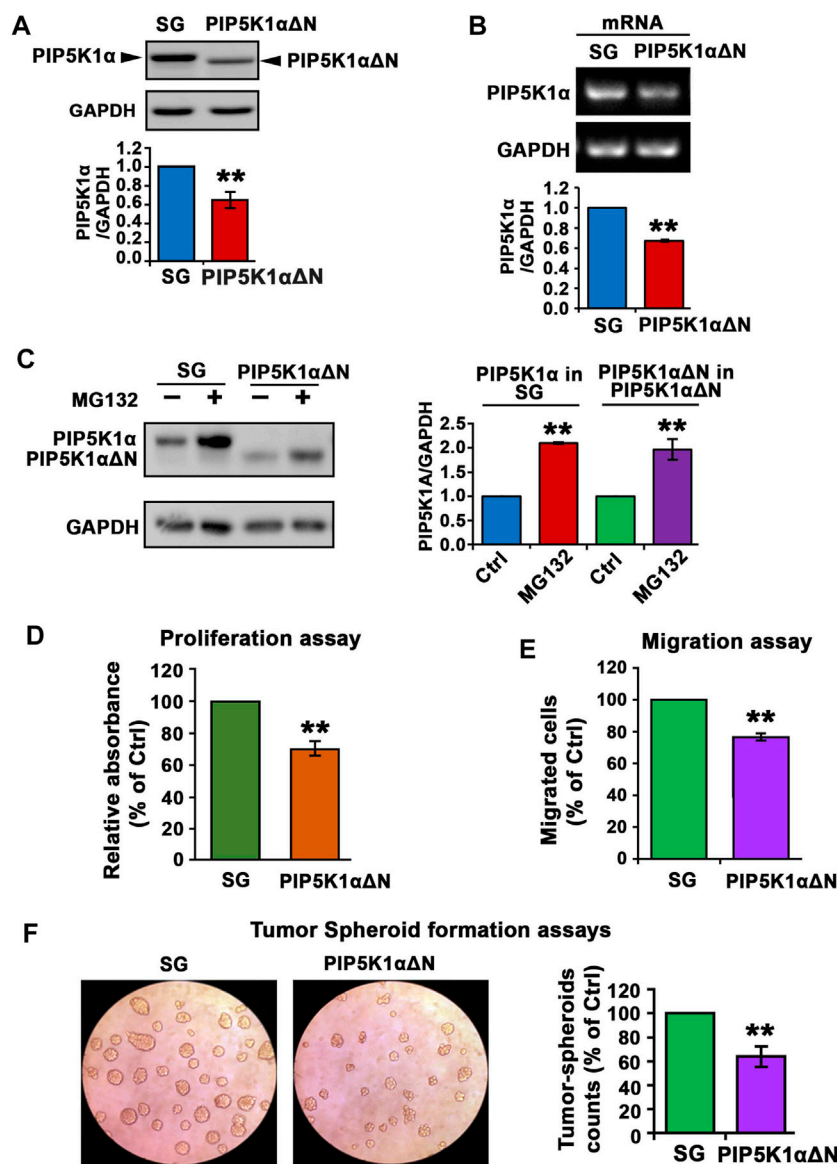 A
SG PIP5K1αΔN
PIP5K1α
PIP5K1αΔN
GAPDH
PIP5K1α
/GAPDH
1.2
1.0
0.8
0.6
0.4
0.2
0.0
**
SG PIP5K1αΔN
B
mRNA
SG PIP5K1αΔN
PIP5K1α
GAPDH
PIP5K1α
/GAPDH
1.2
1.0
0.8
0.6
0.4
0.2
0
**
SG PIP5K1αΔN
C
SG PIP5K1αΔN
MG132 − + − +
PIP5K1α
PIP5K1αΔN
GAPDH
PIP5K1α in
SG
PIP5K1αΔN in
PIP5K1αΔN
PIP5K1A/GAPDH
2.5
2.0
1.5
1.0
0.5
0.0
** **
Ctrl MG132 Ctrl MG132
D
Proliferation assay
Relative absorbance
(% of Ctrl)
120
100
80
60
40
20
0
**
SG PIP5K1αΔN
E
Migration assay
Migrated cells
(% of Ctrl)
120
100
80
60
40
20
0
**
SG PIP5K1αΔN
F
Tumor Spheroid formation assays
SG PIP5K1αΔN
Tumor-spheroids
counts (% of Ctrl)
120
100
80
60
40
20
0
**
SG PIP5K1αΔN